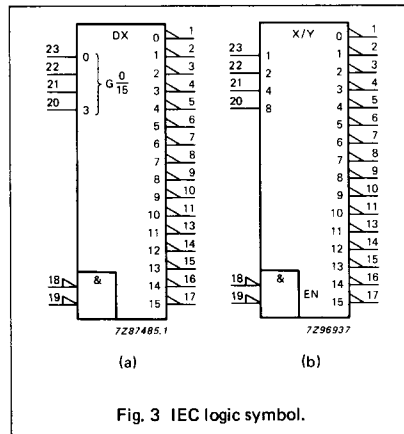 DX
23 0 0 1
22 1 2
21 G 0/15 2 3
20 3 3 4
4 5
5 6
6 7
7 8
8 9
9 10
10 11
11 13
12 14
13 15
18 & 14 16
19 15 17
7Z87485.1
(a)
X/Y
23 1 0 1
22 2 1 2
21 4 2 3
20 8 3 4
4 5
5 6
6 7
7 8
8 9
9 10
10 11
11 13
12 14
13 15
18 & 14 16
19 EN 15 17
7Z96937
(b)
Fig. 3 IEC logic symbol.